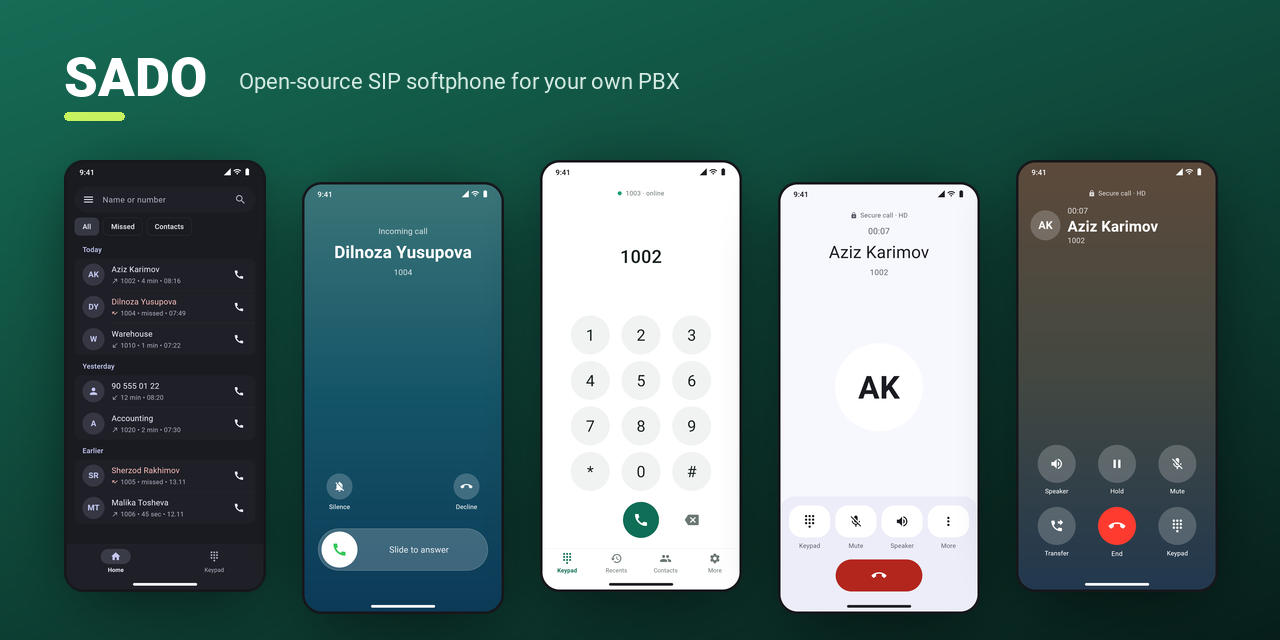 SADO
Open-source SIP softphone for your own PBX
9:41
Name or number
All
Missed
Contacts
Today
AK
Aziz Karimov
1002 • 4 min • 08:16
DY
Dilnoza Yusupova
1004 • missed • 07:49
W
Warehouse
1010 • 1 min • 07:22
Yesterday
90 555 01 22
12 min • 08:20
A
Accounting
1020 • 2 min • 07:30
Earlier
SR
Sherzod Rakhimov
1005 • missed • 13.11
MT
Malika Tosheva
1006 • 45 sec • 12.11
Home
Keypad
9:41
Incoming call
Dilnoza Yusupova
1004
Silence
Decline
Slide to answer
9:41
1003 · online
1002
1 2 3
4 5 6
7 8 9
* 0 #
Keypad
Recents
Contacts
More
9:41
Secure call · HD
00:07
Aziz Karimov
1002
AK
Keypad
Mute
Speaker
More
9:41
Secure call · HD
AK
00:07
Aziz Karimov
1002
Speaker
Hold
Mute
Transfer
End
Keypad